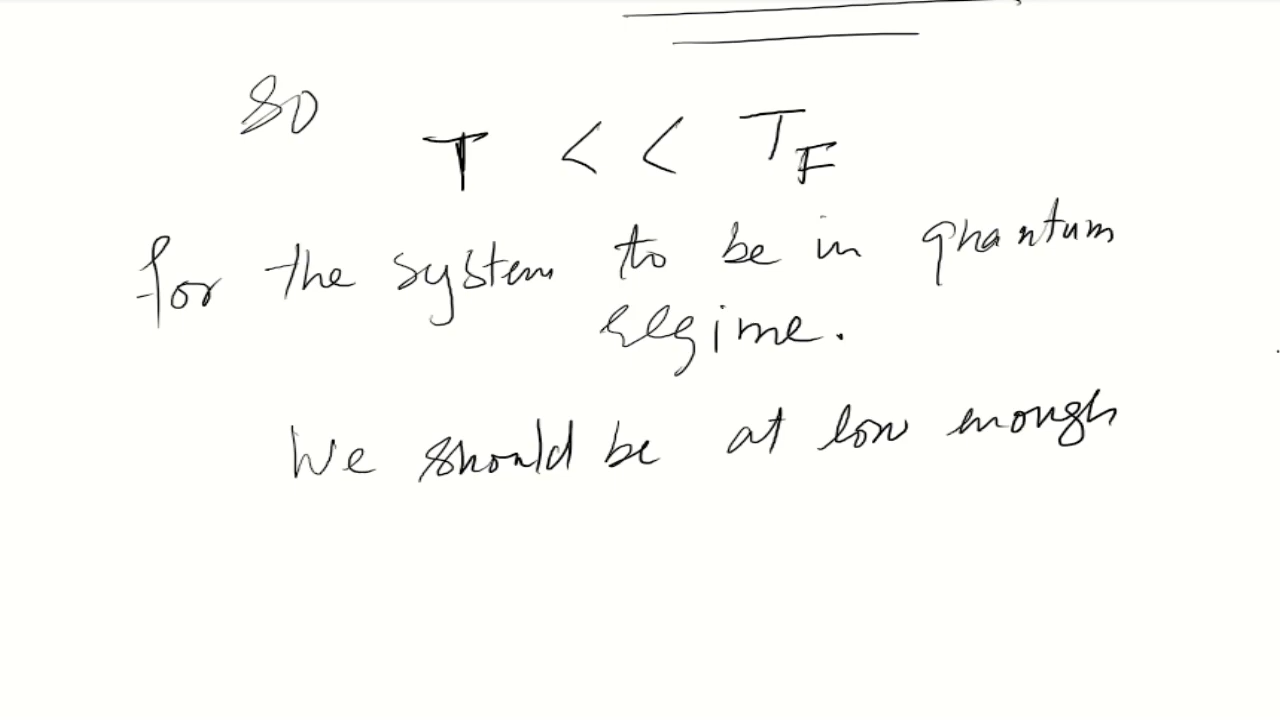 So
T < < T_F
for the system to be in quantum
regime.
We should be at low enough